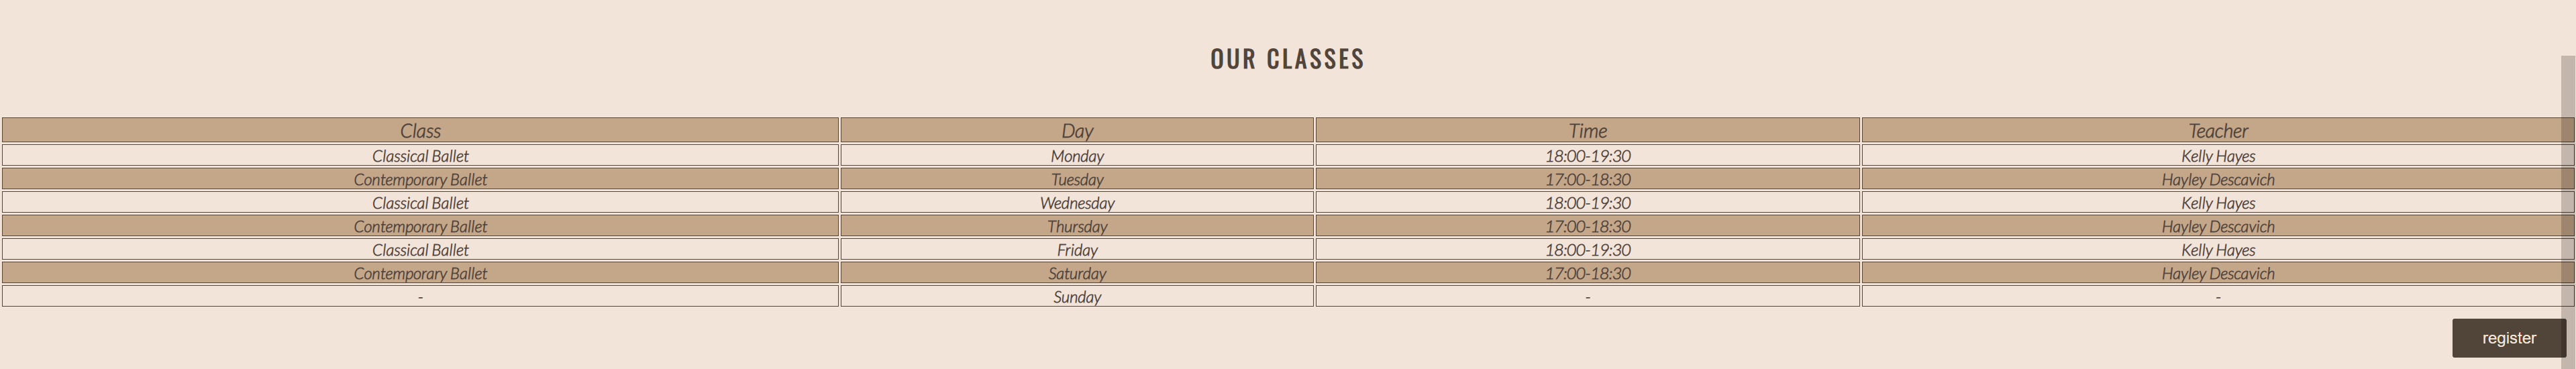 OUR CLASSES
Class Day Time Teacher
Classical Ballet Monday 18:00-19:30 Kelly Hayes
Contemporary Ballet Tuesday 17:00-18:30 Hayley Descavich
Classical Ballet Wednesday 18:00-19:30 Kelly Hayes
Contemporary Ballet Thursday 17:00-18:30 Hayley Descavich
Classical Ballet Friday 18:00-19:30 Kelly Hayes
Contemporary Ballet Saturday 17:00-18:30 Hayley Descavich
- Sunday - -
register